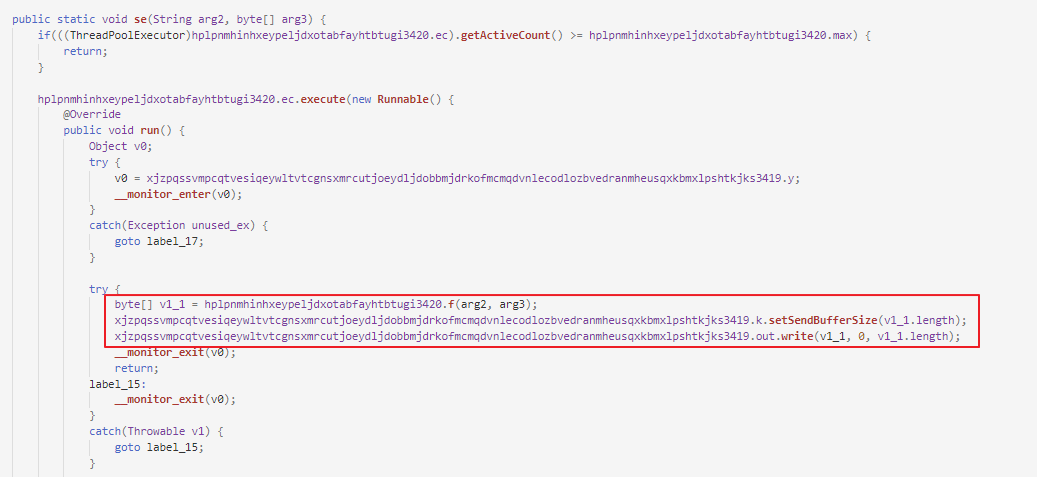 public static void se(String arg2, byte[] arg3) {
if(((ThreadPoolExecutor)hplpnmhinhxeypeljdxotabfayhtbtugi3420.ec).getActiveCount() >= hplpnmhinhxeypeljdxotabfayhtbtugi3420.max) {
return;
}
hplpnmhinhxeypeljdxotabfayhtbtugi3420.ec.execute(new Runnable() {
@Override
public void run() {
Object v0;
try {
v0 = xjzpqssvmpcqtvesiqeywltvtcgnsxmrcutjoeydljdobbmjdrkofmcmqdvnlecodlozbvedranmheusqxkbmxlpshtkjks3419.y;
__monitor_enter(v0);
}
catch(Exception unused_ex) {
goto label_17;
}
try {
byte[] v1_1 = hplpnmhinhxeypeljdxotabfayhtbtugi3420.f(arg2, arg3);
xjzpqssvmpcqtvesiqeywltvtcgnsxmrcutjoeydljdobbmjdrkofmcmqdvnlecodlozbvedranmheusqxkbmxlpshtkjks3419.k.setSendBufferSize(v1_1.length);
xjzpqssvmpcqtvesiqeywltvtcgnsxmrcutjoeydljdobbmjdrkofmcmqdvnlecodlozbvedranmheusqxkbmxlpshtkjks3419.out.write(v1_1, 0, v1_1.length);
__monitor_exit(v0);
return;
label_15:
__monitor_exit(v0);
}
catch(Throwable v1) {
goto label_15;
}